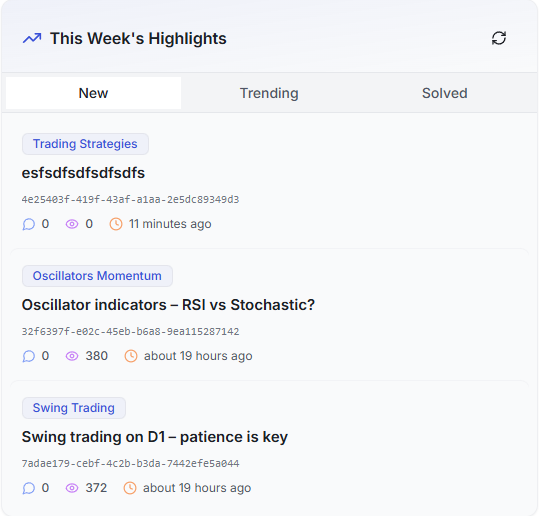 This Week's Highlights
New Trending Solved
Trading Strategies
esfsdfsdfsdfsdfs
4e25403f-419f-43af-a1aa-2e5dc89349d3
0 0 11 minutes ago
Oscillators Momentum
Oscillator indicators – RSI vs Stochastic?
32f6397f-e02c-45eb-b6a8-9ea115287142
0 380 about 19 hours ago
Swing Trading
Swing trading on D1 – patience is key
7adae179-cebf-4c2b-b3da-7442efe5a044
0 372 about 19 hours ago